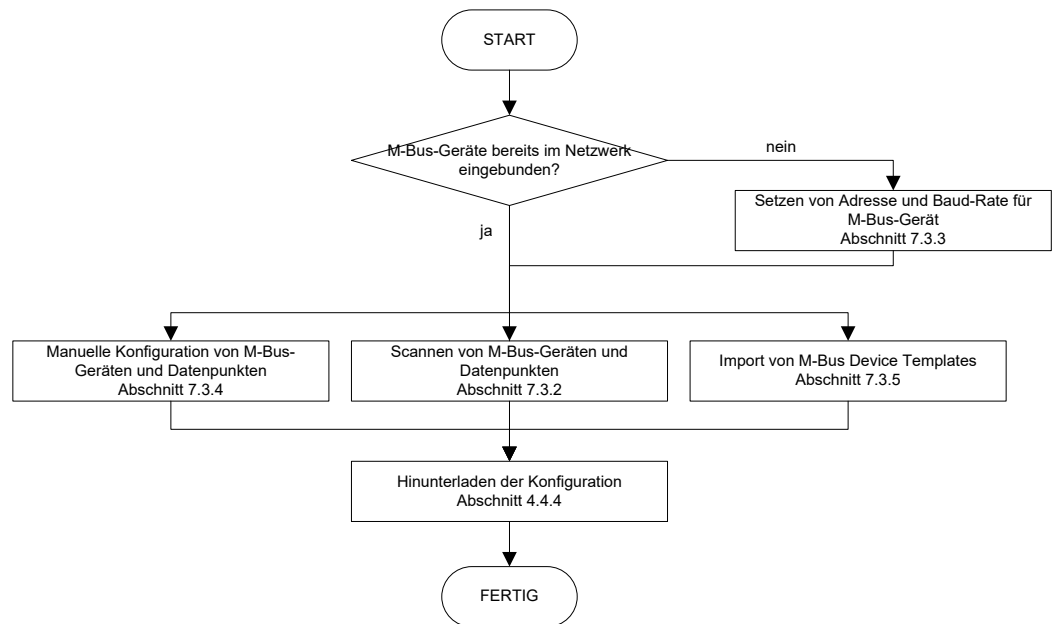 START
M-Bus-Geräte bereits im Netzwerk
eingebunden?
nein
Setzen von Adresse und Baud-Rate für
M-Bus-Gerät
Abschnitt 7.3.3
ja
Manuelle Konfiguration von M-Bus-
Geräten und Datenpunkten
Abschnitt 7.3.4
Scannen von M-Bus-Geräten und
Datenpunkten
Abschnitt 7.3.2
Import von M-Bus Device Templates
Abschnitt 7.3.5
Hinunterladen der Konfiguration
Abschnitt 4.4.4
FERTIG